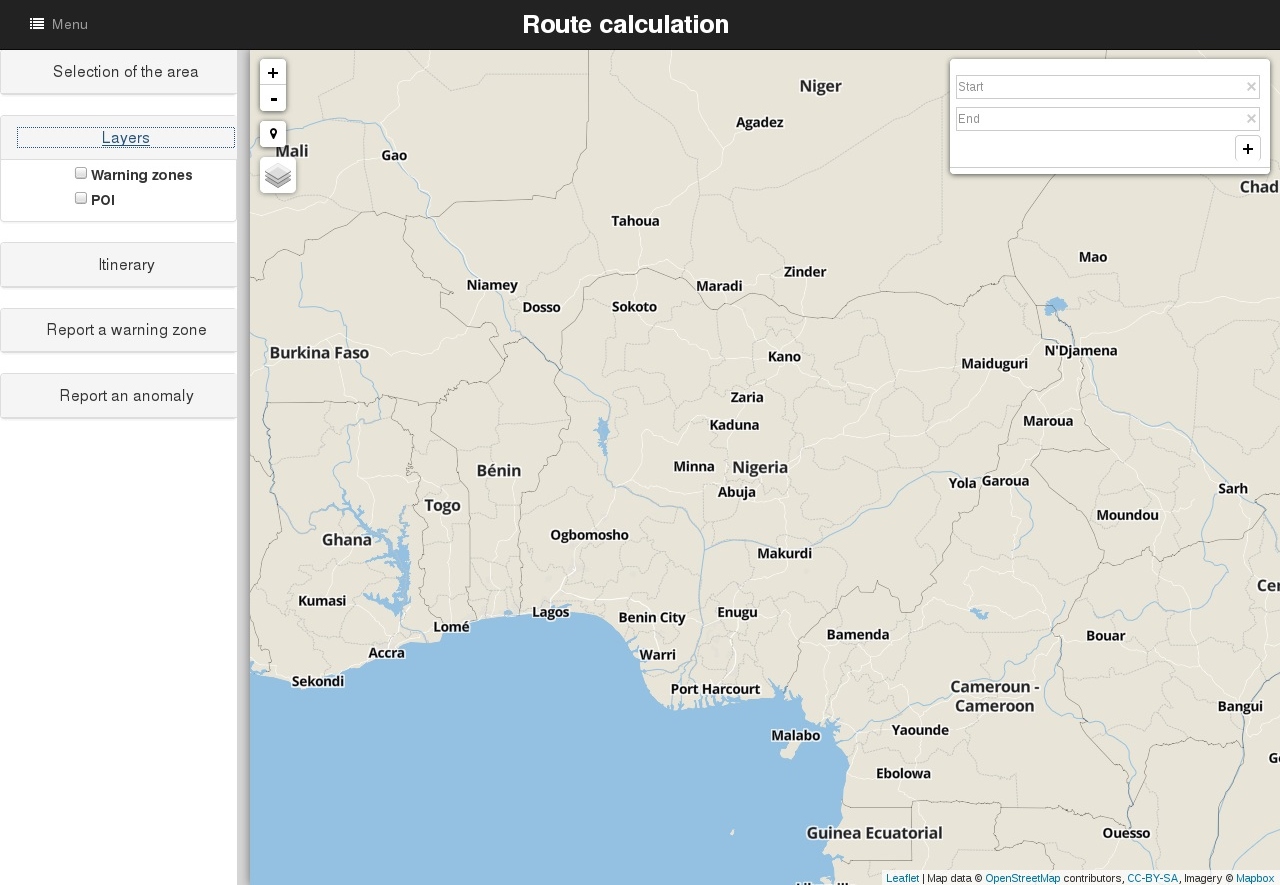 Menu
Route calculation
Selection of the area
Layers
Warning zones
POI
Itinerary
Report a warning zone
Report an anomaly
+
-
Start
×
End
×
+
Niger
Agadez
Mali
Gao
Chad
Tahoua
Mao
Zinder
Niamey
Maradi
Dosso
Sokoto
Burkina Faso
Kano
N'Djamena
Maiduguri
Zaria
Kaduna
Maroua
Bénin
Minna
Nigeria
Yola
Garoua
Abuja
Sarh
Togo
Moundou
Ghana
Ogbomosho
Makurdi
Cer
Kumasi
Lagos
Benin City
Enugu
Lomé
Bamenda
Bouar
Accra
Warri
Sekondi
Port Harcourt
Cameroun -
Cameroon
Bangui
Malabo
Yaounde
Ebolowa
Guinea Ecuatorial
Ouesso
Leaflet | Map data © OpenStreetMap contributors, CC-BY-SA, Imagery © Mapbox